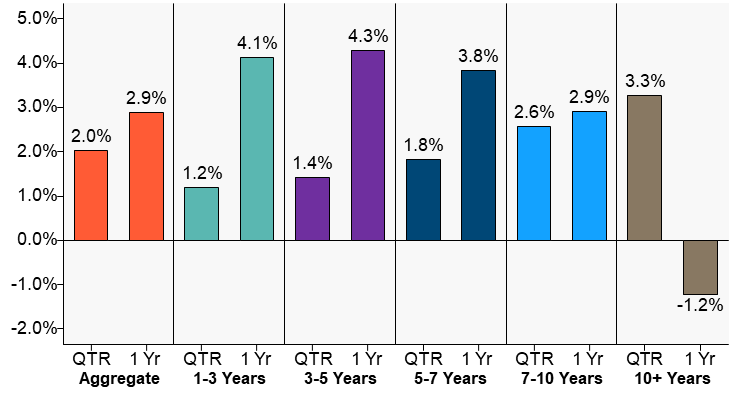 5.0%
4.0%
3.0%
2.0%
1.0%
0.0%
-1.0%
-2.0%
2.0% 2.9% 1.2% 4.1% 1.4% 4.3% 1.8% 3.8% 2.6% 2.9% 3.3% -1.2%
QTR 1 Yr QTR 1 Yr QTR 1 Yr QTR 1 Yr QTR 1 Yr QTR 1 Yr
Aggregate 1-3 Years 3-5 Years 5-7 Years 7-10 Years 10+ Years